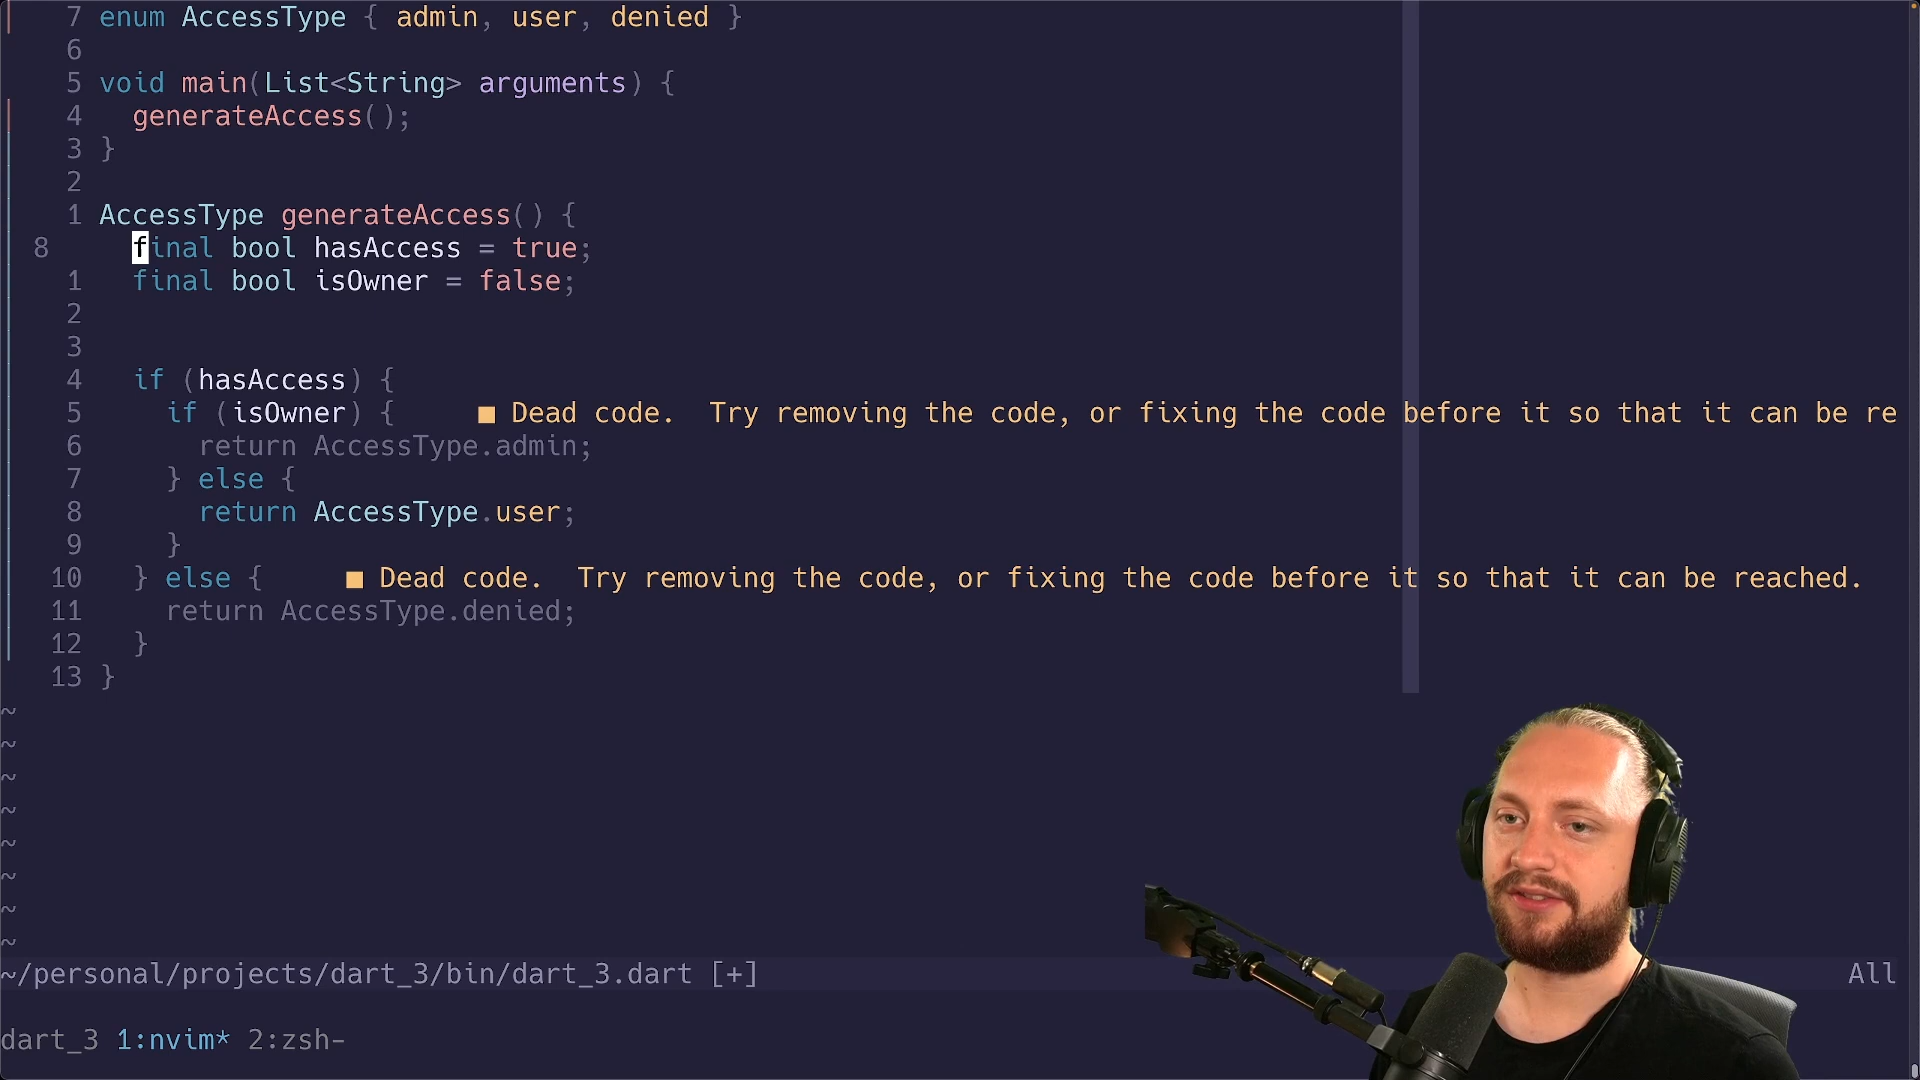 7 enum AccessType { admin, user, denied }
6
5 void main(List<String> arguments) {
4   generateAccess();
3 }
2
1 AccessType generateAccess() {
8   final bool hasAccess = true;
1   final bool isOwner = false;
2
3
4   if (hasAccess) {
5     if (isOwner) {     ■ Dead code.  Try removing the code, or fixing the code before it so that it can be re
6       return AccessType.admin;
7     } else {
8       return AccessType.user;
9     }
10   } else {     ■ Dead code.  Try removing the code, or fixing the code before it so that it can be reached.
11     return AccessType.denied;
12   }
13 }
~
~
~
~
~
~
~
~
~/personal/projects/dart_3/bin/dart_3.dart [+] All
dart_3 1:nvim* 2:zsh-